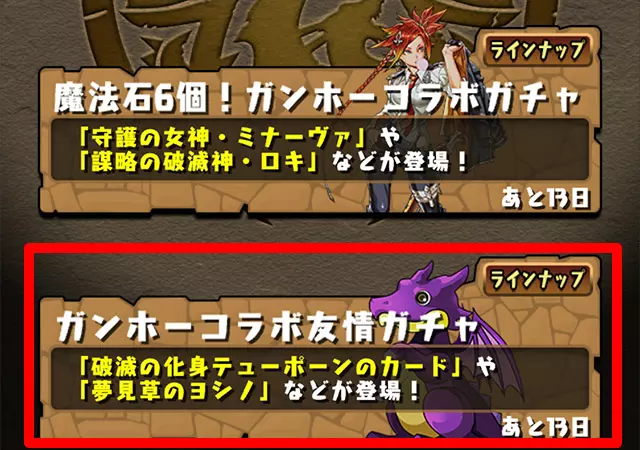 ラインナップ
魔法石6個！ガンホーコラボガチャ
「守護の女神・ミナーヴァ」や
「謀略の破滅神・ロキ」などが登場！
あと13日
ラインナップ
ガンホーコラボ友情ガチャ
「破滅の化身テューポーンのカード」や
「夢見草のヨシノ」などが登場！
あと13日